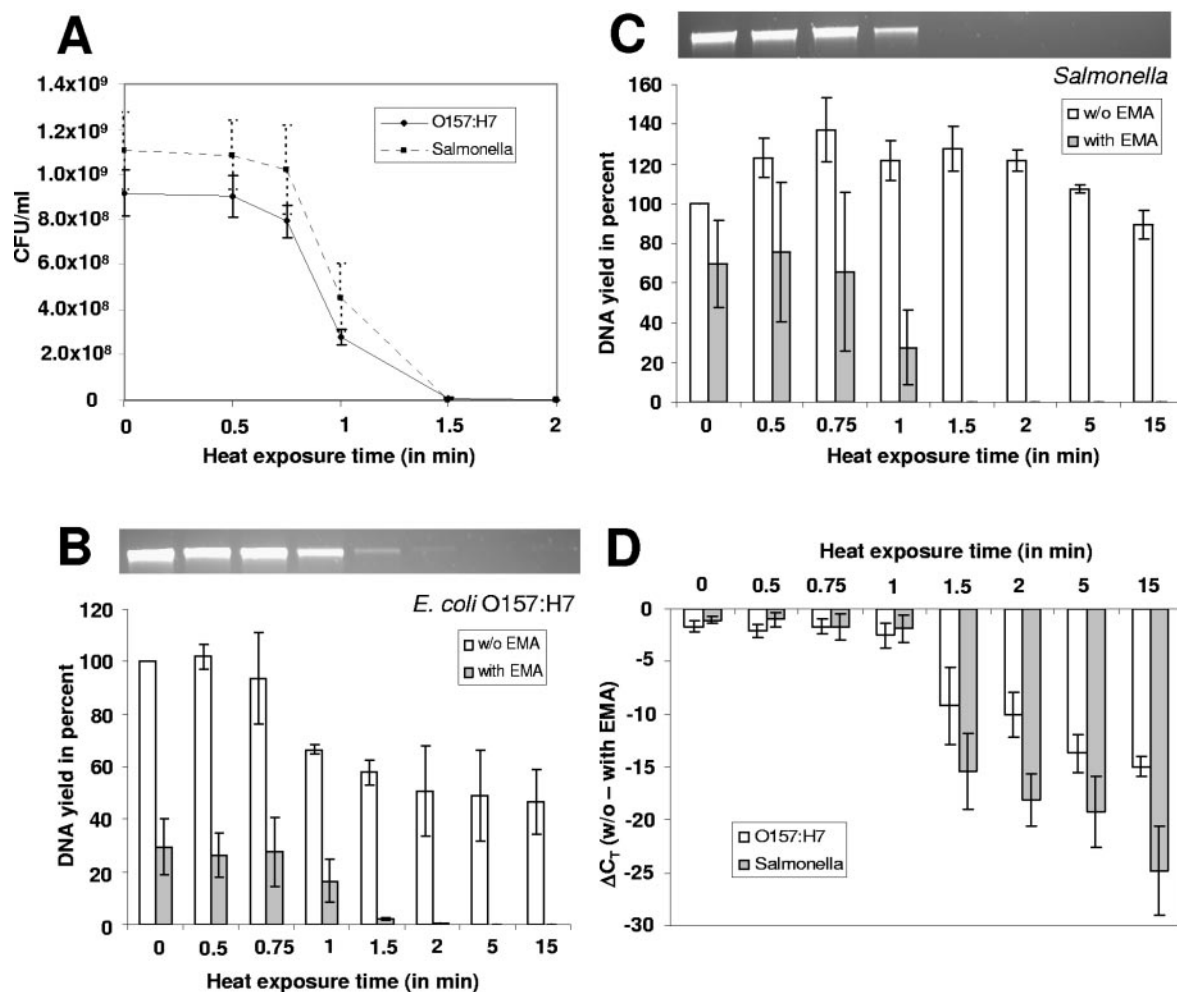 A
1.4x10⁹
1.2x10⁹
1.0x10⁹
8.0x10⁸
6.0x10⁸
4.0x10⁸
2.0x10⁸
0
CFU/ml
O157:H7
Salmonella
0 0.5 1 1.5 2
Heat exposure time (in min)
C
Salmonella
160
140
120
100
80
60
40
20
0
DNA yield in percent
w/o EMA
with EMA
0 0.5 0.75 1 1.5 2 5 15
Heat exposure time (in min)
B
E. coli O157:H7
120
100
80
60
40
20
0
DNA yield in percent
w/o EMA
with EMA
0 0.5 0.75 1 1.5 2 5 15
Heat exposure time (in min)
D
Heat exposure time (in min)
0 0.5 0.75 1 1.5 2 5 15
0
-5
-10
-15
-20
-25
-30
ΔCT (w/o – with EMA)
O157:H7
Salmonella